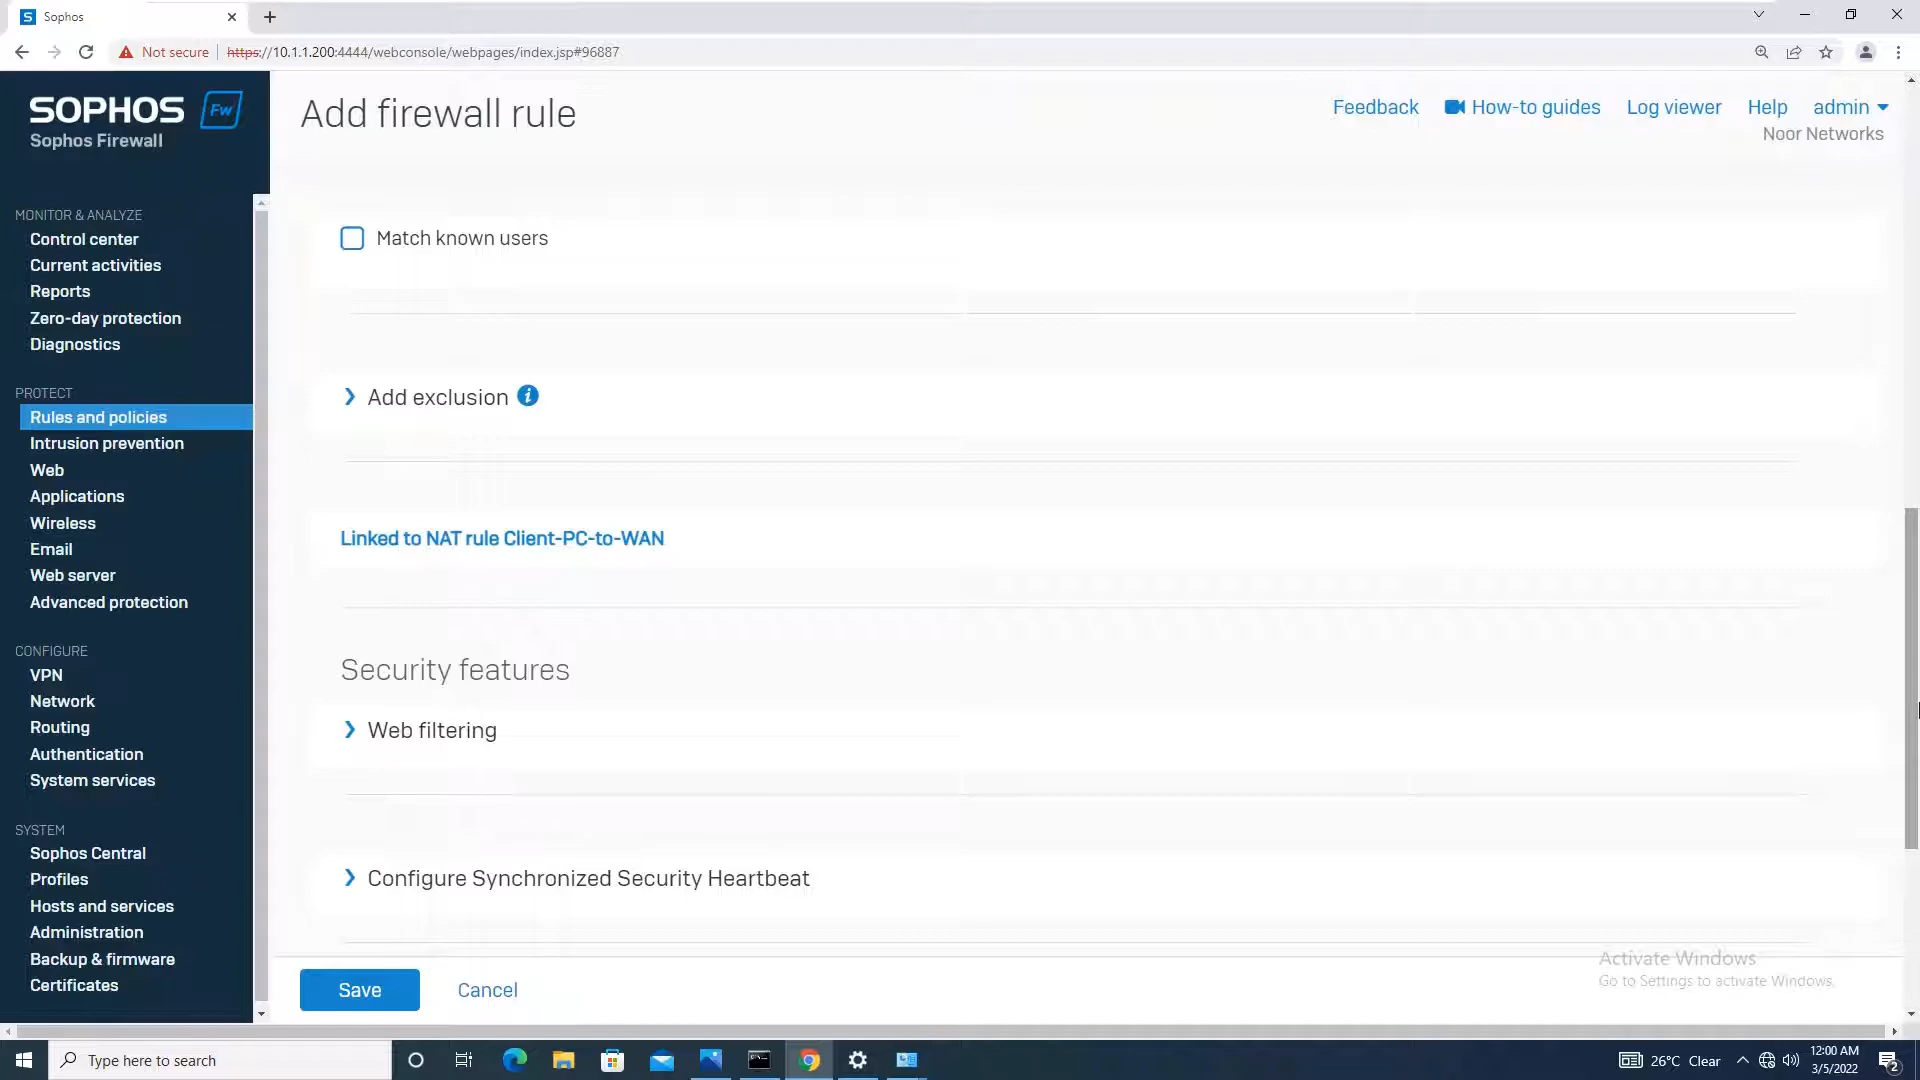 Sophos
Not secure
https://10.1.1.200:4444/webconsole/webpages/index.jsp#96887
SOPHOS Fw
Sophos Firewall
Add firewall rule
Feedback
How-to guides
Log viewer
Help
admin
Noor Networks
MONITOR & ANALYZE
Control center
Current activities
Reports
Zero-day protection
Diagnostics
PROTECT
Rules and policies
Intrusion prevention
Web
Applications
Wireless
Email
Web server
Advanced protection
CONFIGURE
VPN
Network
Routing
Authentication
System services
SYSTEM
Sophos Central
Profiles
Hosts and services
Administration
Backup & firmware
Certificates
Match known users
Add exclusion
Linked to NAT rule Client-PC-to-WAN
Security features
Web filtering
Configure Synchronized Security Heartbeat
Save
Cancel
Activate Windows
Go to Settings to activate Windows.
Type here to search
26°C Clear
12:00 AM
3/5/2022
2